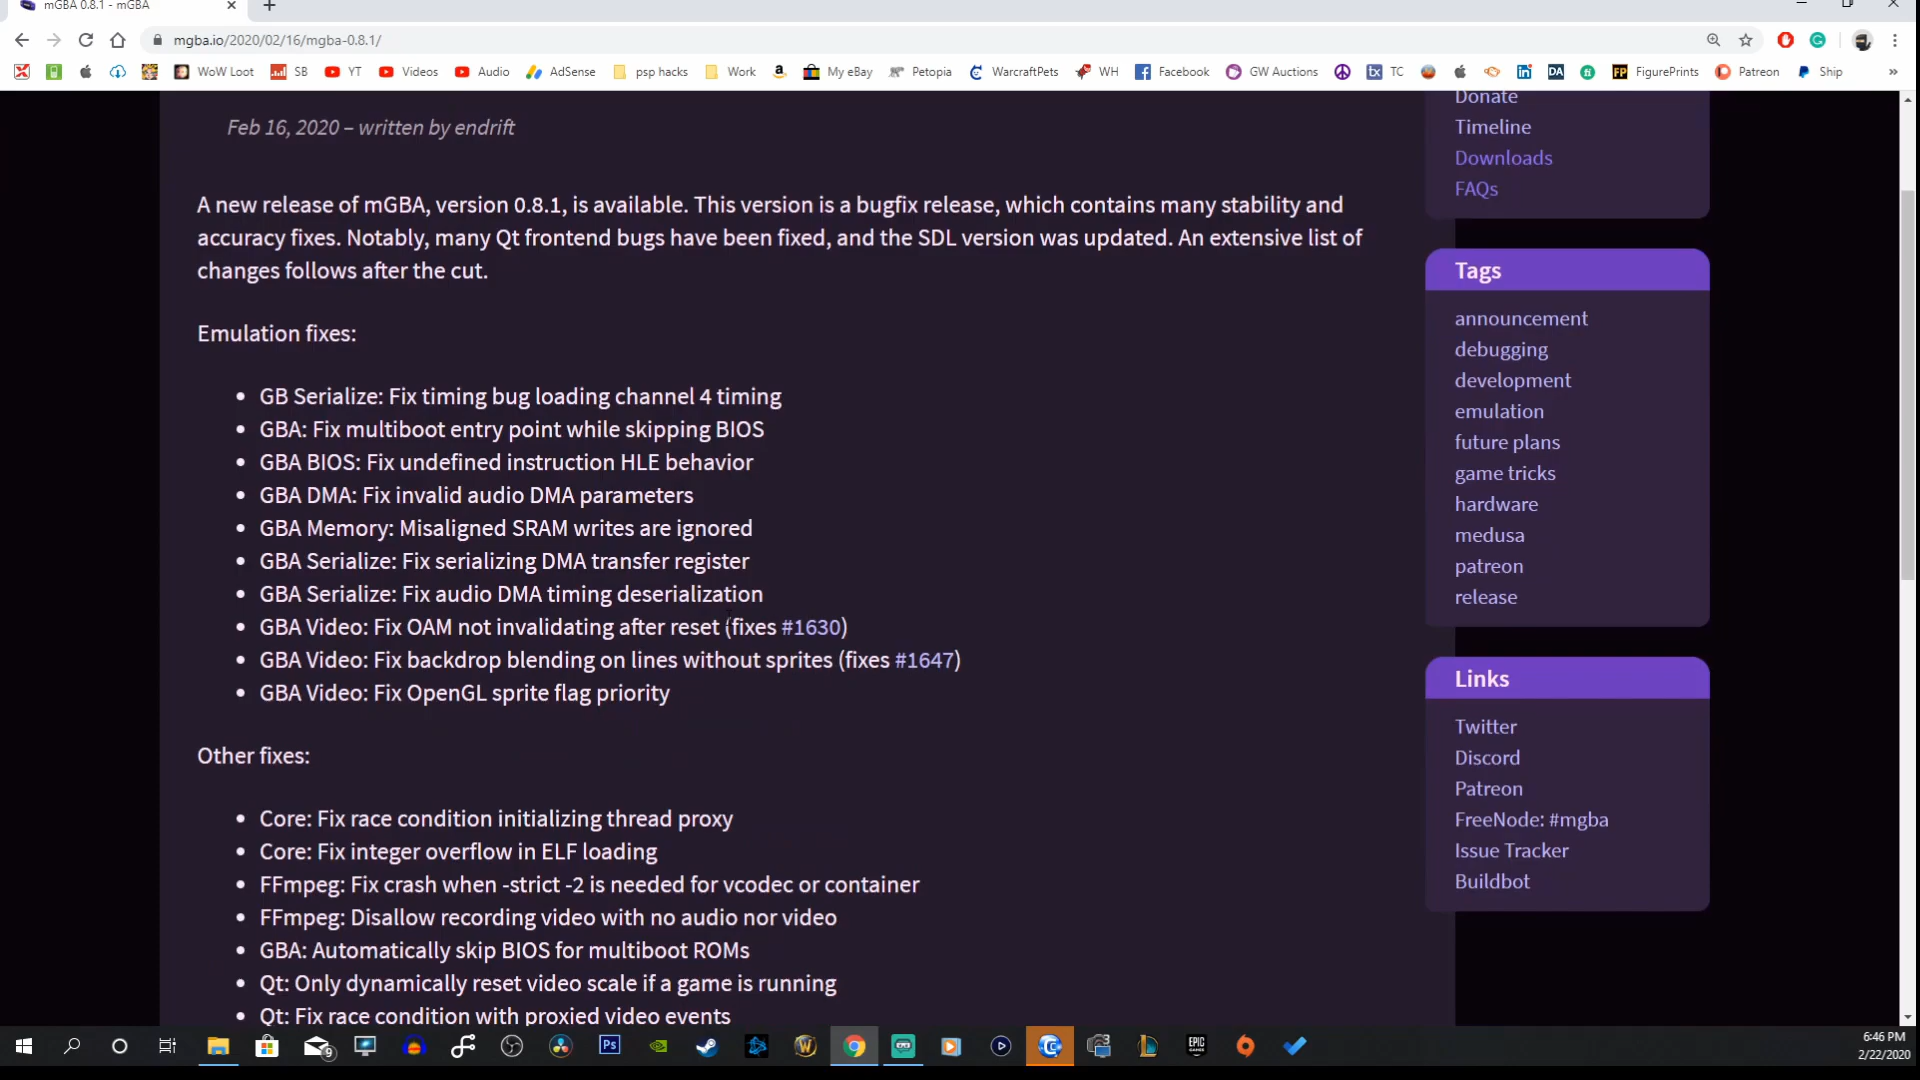 mGBA 0.8.1 - mGBA
mgba.io/2020/02/16/mgba-0.8.1/
WoW Loot
SB
YT
Videos
Audio
AdSense
psp hacks
Work
My eBay
Petopia
WarcraftPets
WH
Facebook
GW Auctions
TC
FigurePrints
Patreon
Ship
Feb 16, 2020 – written by endrift
A new release of mGBA, version 0.8.1, is available. This version is a bugfix release, which contains many stability and
accuracy fixes. Notably, many Qt frontend bugs have been fixed, and the SDL version was updated. An extensive list of
changes follows after the cut.
Emulation fixes:
• GB Serialize: Fix timing bug loading channel 4 timing
• GBA: Fix multiboot entry point while skipping BIOS
• GBA BIOS: Fix undefined instruction HLE behavior
• GBA DMA: Fix invalid audio DMA parameters
• GBA Memory: Misaligned SRAM writes are ignored
• GBA Serialize: Fix serializing DMA transfer register
• GBA Serialize: Fix audio DMA timing deserialization
• GBA Video: Fix OAM not invalidating after reset (fixes #1630)
• GBA Video: Fix backdrop blending on lines without sprites (fixes #1647)
• GBA Video: Fix OpenGL sprite flag priority
Other fixes:
• Core: Fix race condition initializing thread proxy
• Core: Fix integer overflow in ELF loading
• FFmpeg: Fix crash when -strict -2 is needed for vcodec or container
• FFmpeg: Disallow recording video with no audio nor video
• GBA: Automatically skip BIOS for multiboot ROMs
• Qt: Only dynamically reset video scale if a game is running
• Qt: Fix race condition with proxied video events
Donate
Timeline
Downloads
FAQs
Tags
announcement
debugging
development
emulation
future plans
game tricks
hardware
medusa
patreon
release
Links
Twitter
Discord
Patreon
FreeNode: #mgba
Issue Tracker
Buildbot
9
Ps
EPIC
GAMES
DA
FP
6:46 PM
2/22/2020